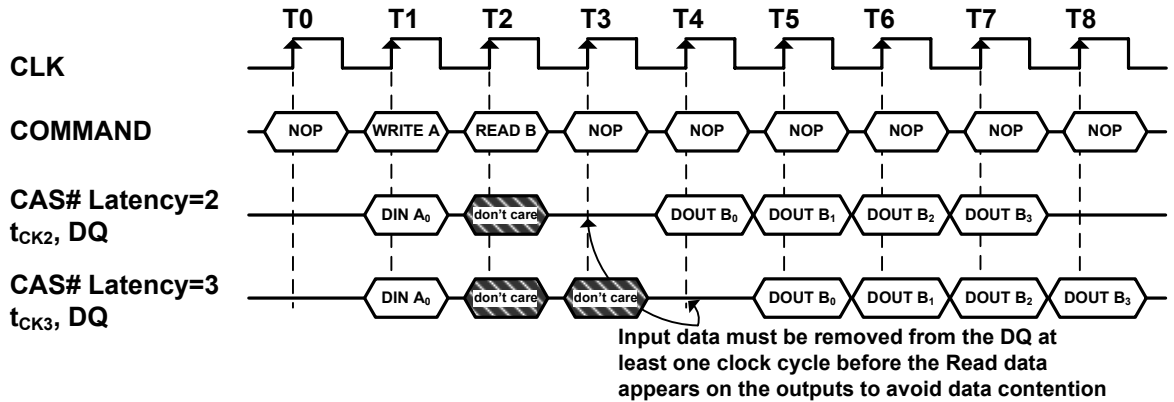 T0 T1 T2 T3 T4 T5 T6 T7 T8
CLK
COMMAND NOP WRITE A READ B NOP NOP NOP NOP NOP NOP
CAS# Latency=2
tCK2, DQ
DIN A0 don't care DOUT B0 DOUT B1 DOUT B2 DOUT B3
CAS# Latency=3
tCK3, DQ
DIN A0 don't care don't care DOUT B0 DOUT B1 DOUT B2 DOUT B3
Input data must be removed from the DQ at
least one clock cycle before the Read data
appears on the outputs to avoid data contention